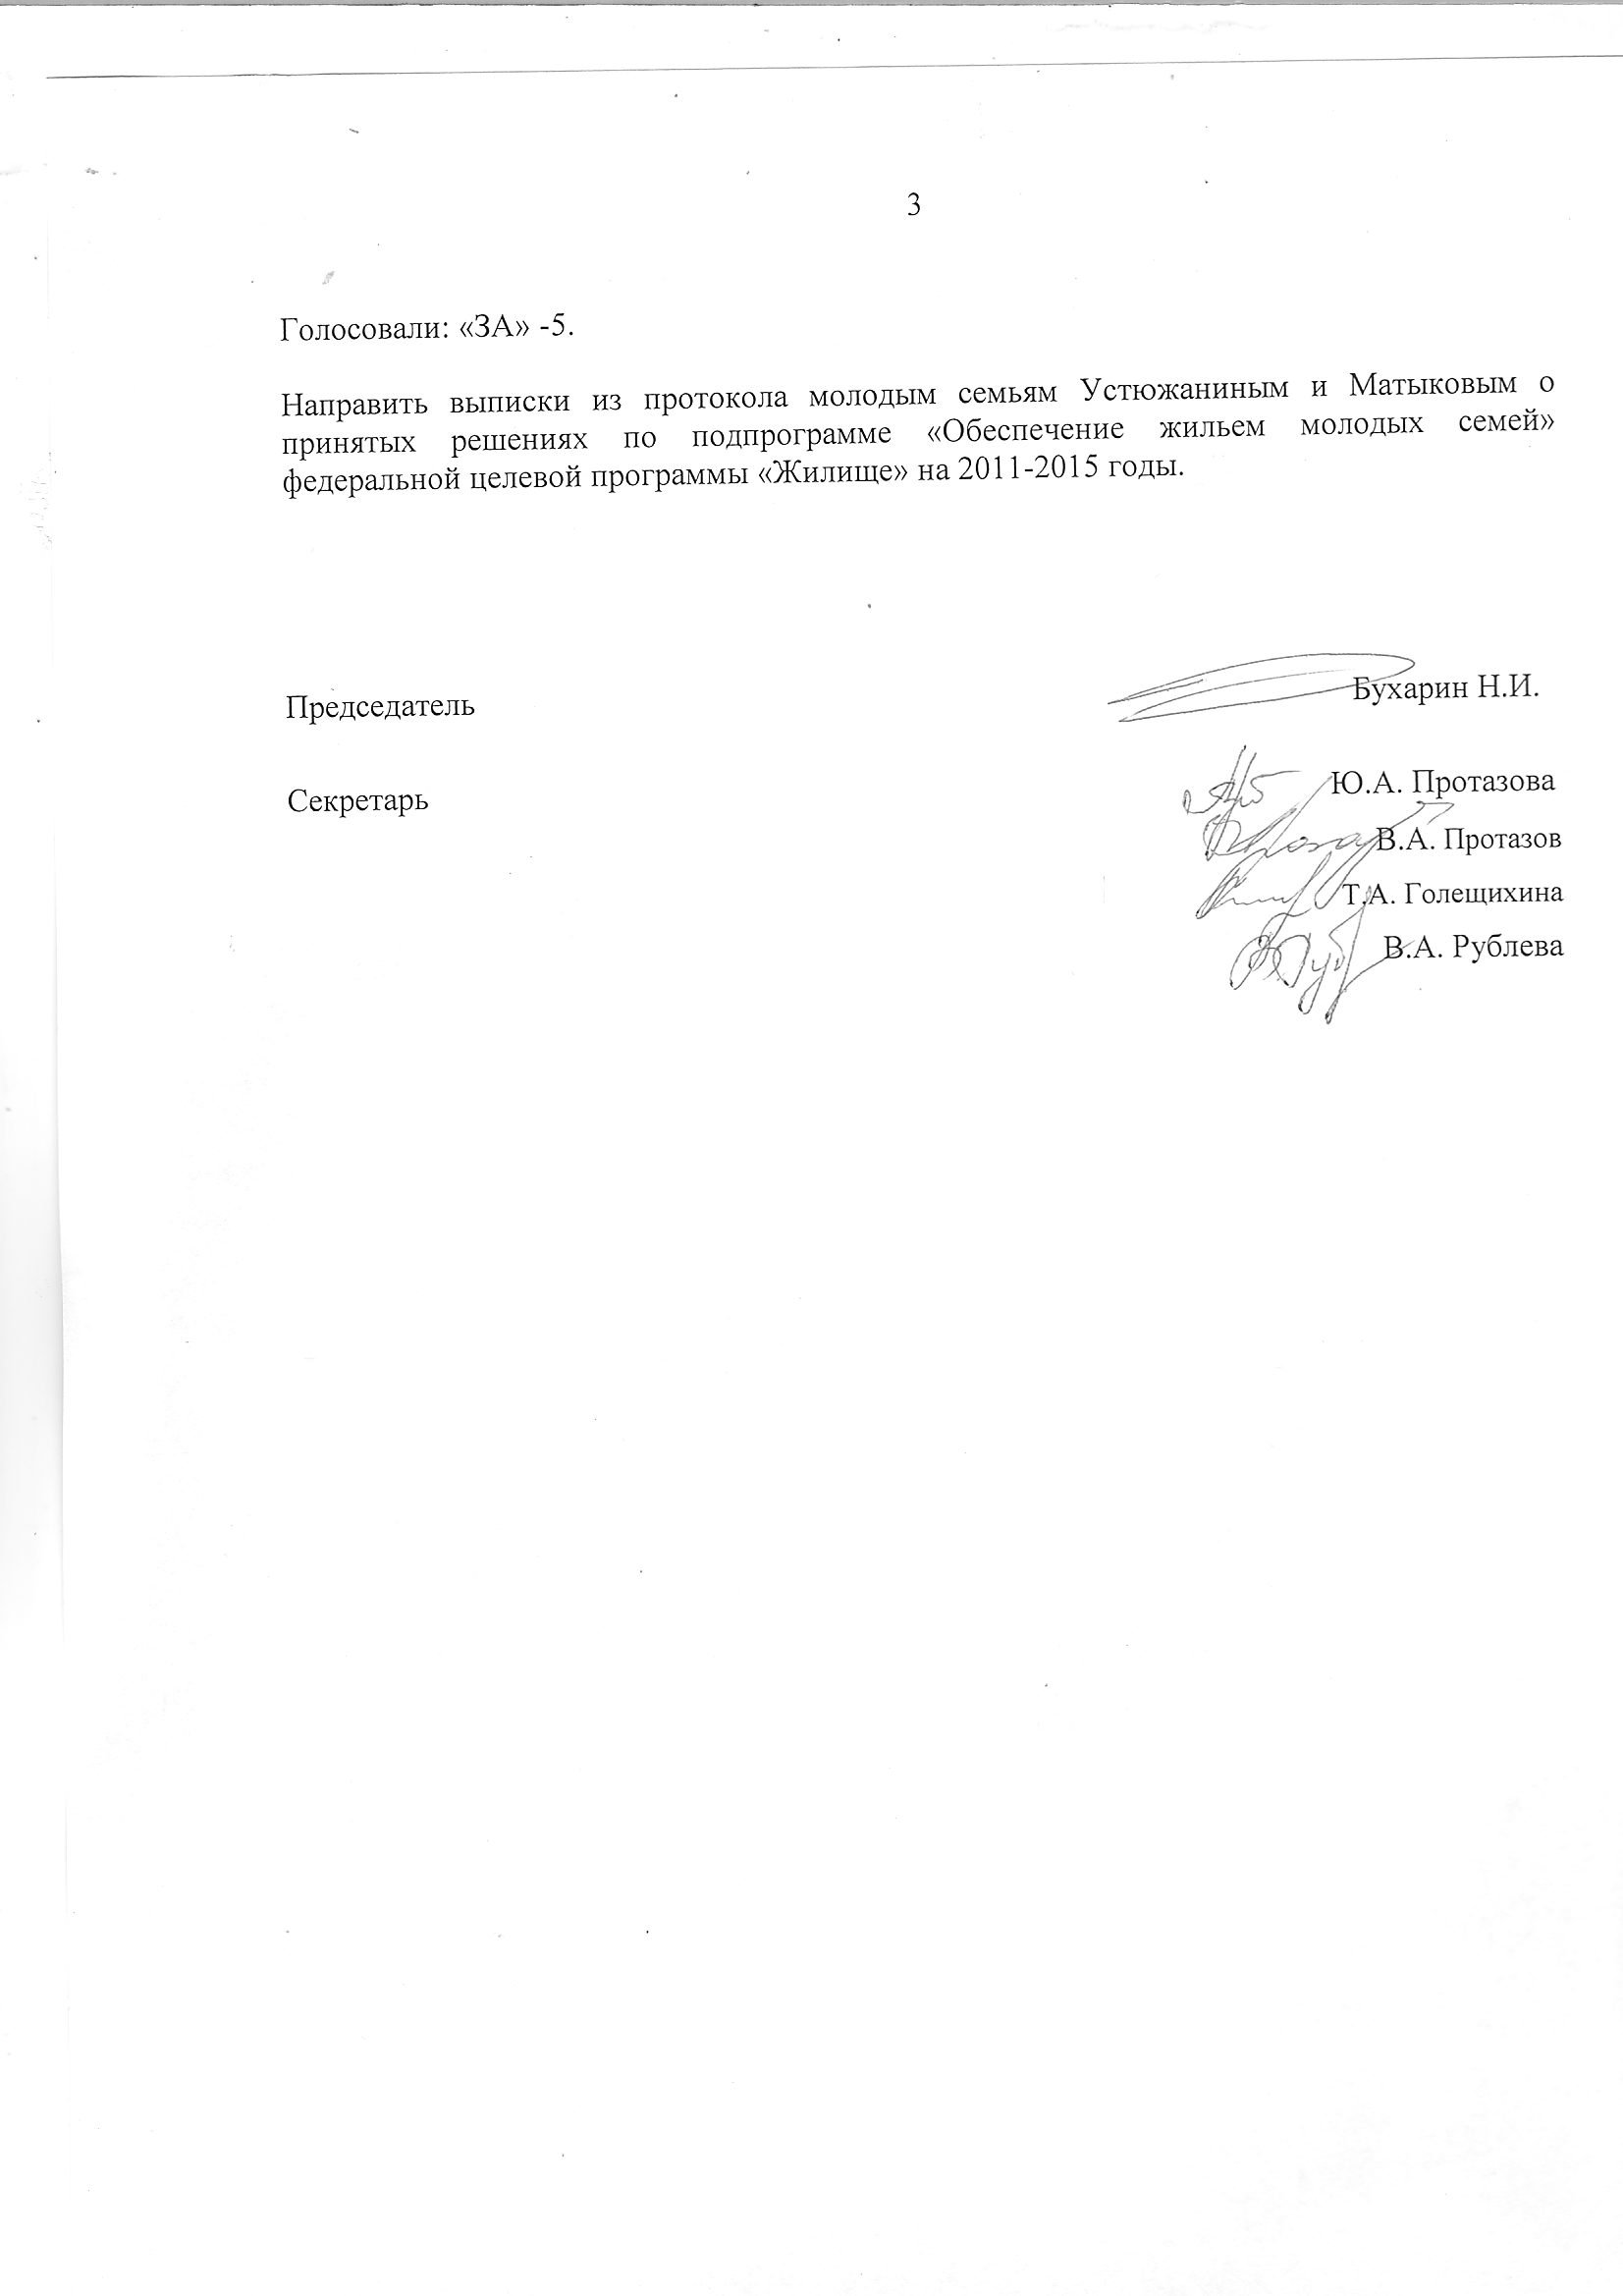 3
Голосовали: «ЗА» -5.
Направить выписки из протокола молодым семьям Устюжаниным и Матыковым о
принятых решениях по подпрограмме «Обеспечение жильем молодых семей»
федеральной целевой программы «Жилище» на 2011-2015 годы.
Председатель Бухарин Н.И.
Секретарь Ю.А. Протазова
В.А. Протазов
Т.А. Голещихина
В.А. Рублева